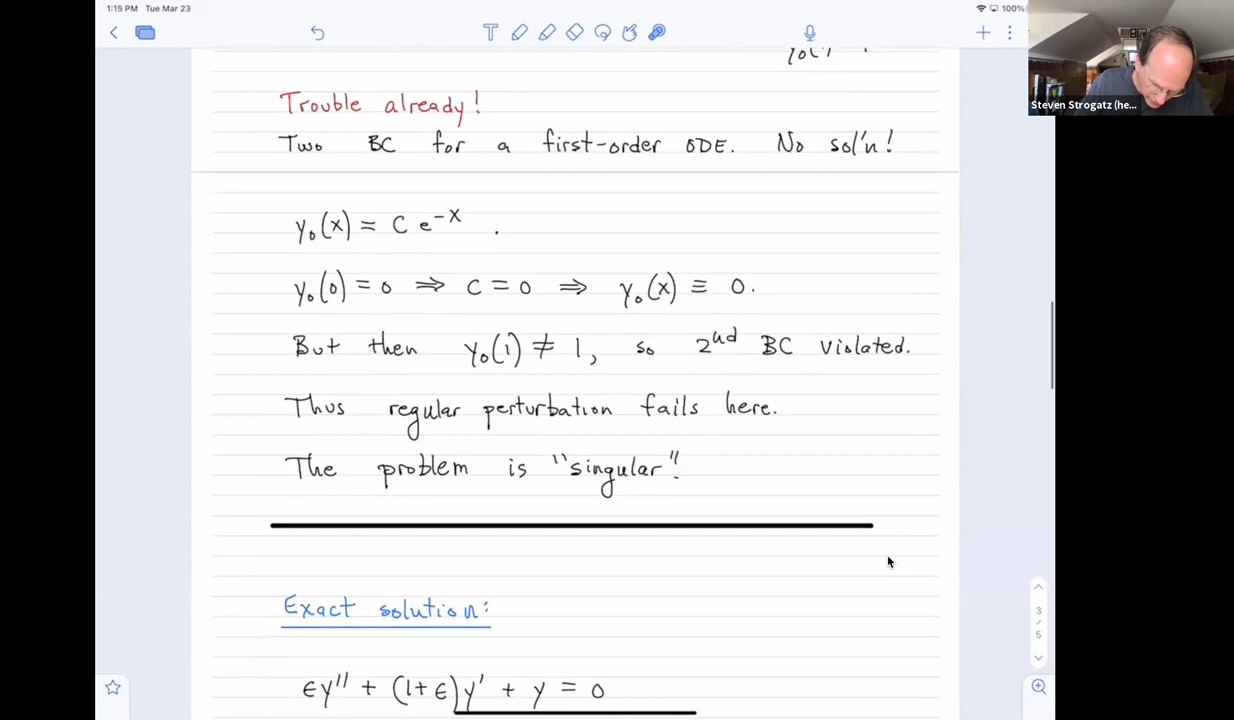 1:15 PM Tue Mar 23
100%
Trouble already!
Two BC for a first-order ODE. No sol'n!
y₀(x) = C e^{-x} .
y₀(0) = 0 ⇒ C = 0 ⇒ y₀(x) ≡ 0.
But then y₀(1) ≠ 1, so 2nd BC violated.
Thus regular perturbation fails here.
The problem is "singular".
Exact solution:
εy'' + (1+ε)y' + y = 0
Steven Strogatz (he...
3
/
5